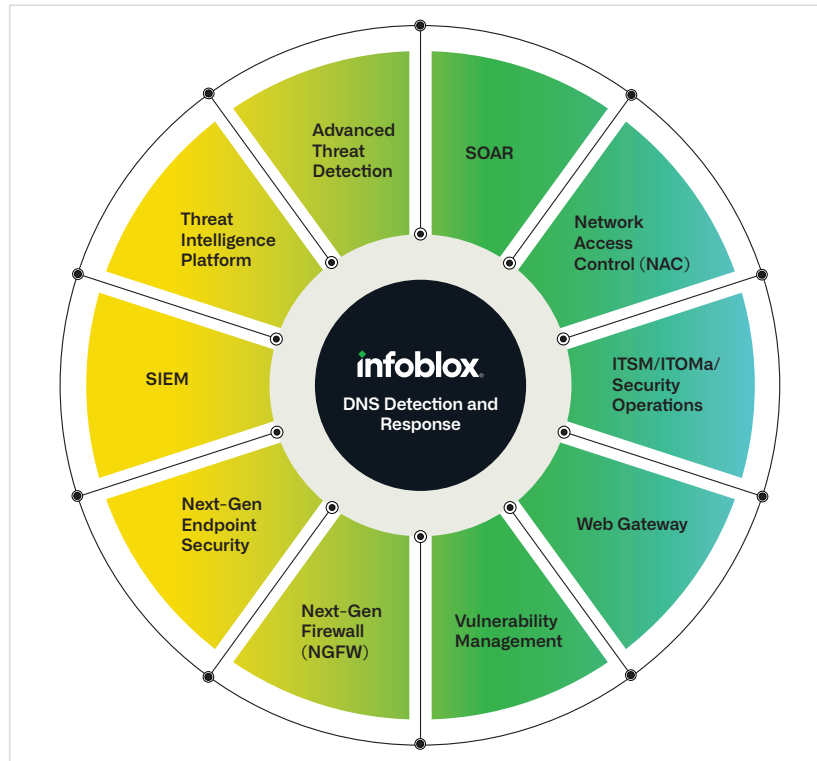 Advanced
Threat
Detection
SOAR
Network
Access
Control (NAC)
ITSM/ITOMa/
Security
Operations
Web Gateway
Vulnerability
Management
Next-Gen
Firewall
(NGFW)
Next-Gen
Endpoint
Security
SIEM
Threat
Intelligence
Platform
infoblox®
DNS Detection and
Response